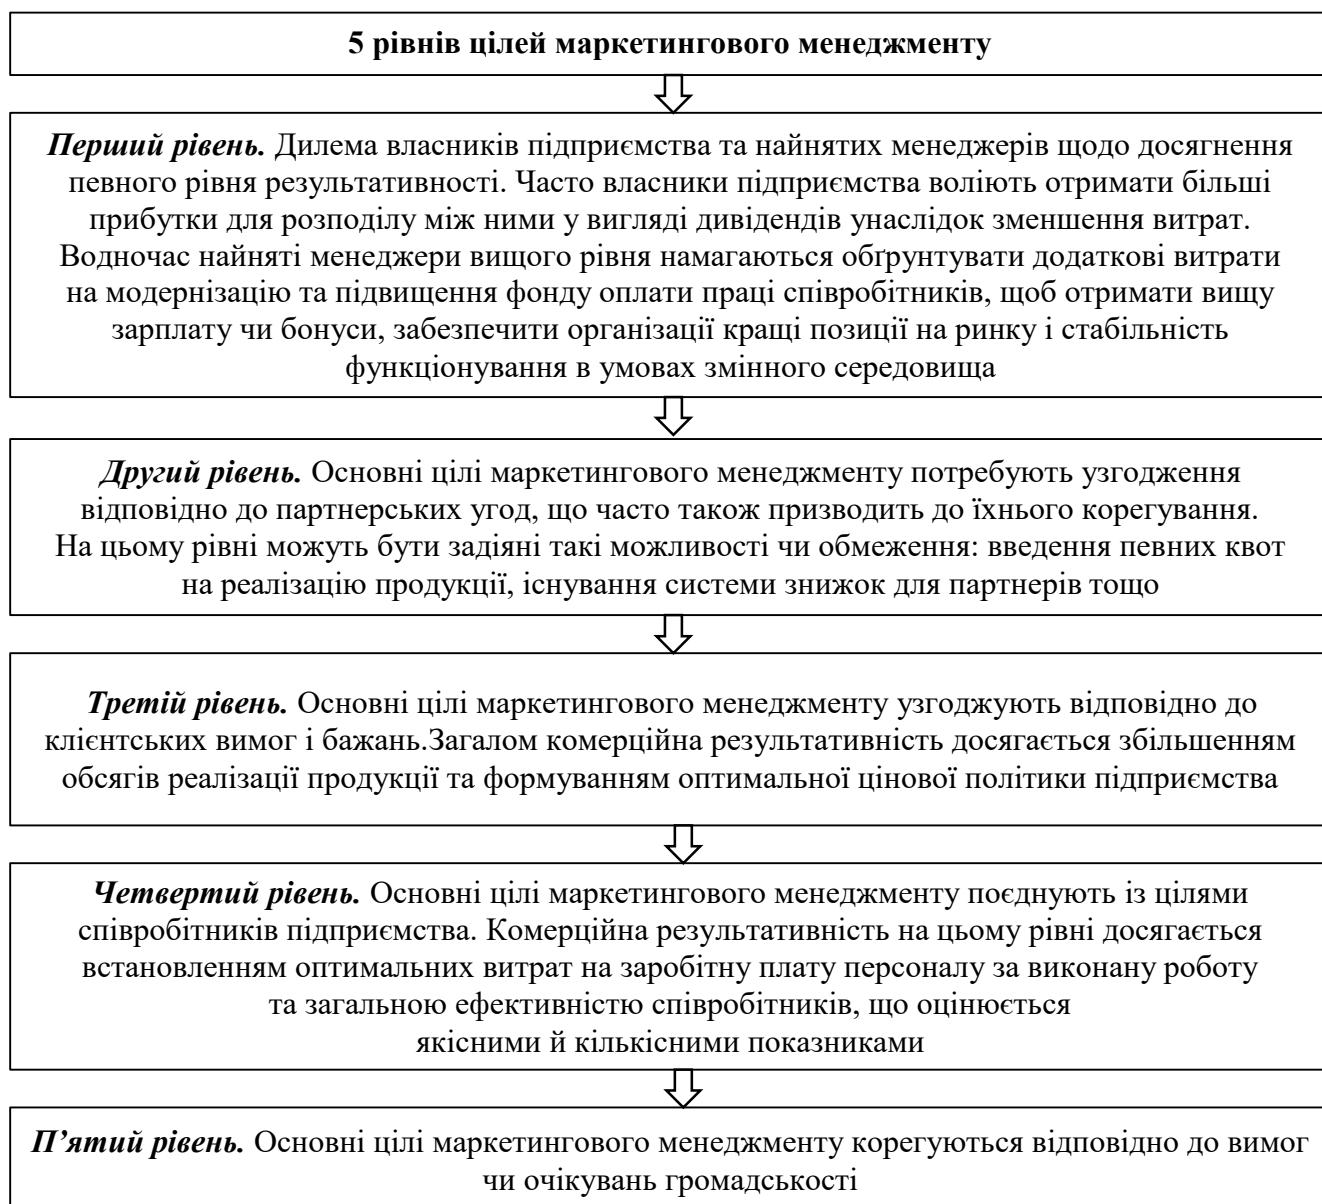 5 рівнів цілей маркетингового менеджменту
Перший рівень. Дилема власників підприємства та найнятих менеджерів щодо досягнення
певного рівня результативності. Часто власники підприємства воліють отримати більші
прибутки для розподілу між ними у вигляді дивідендів унаслідок зменшення витрат.
Водночас найняті менеджери вищого рівня намагаються обґрунтувати додаткові витрати
на модернізацію та підвищення фонду оплати праці співробітників, щоб отримати вищу
зарплату чи бонуси, забезпечити організації кращі позиції на ринку і стабільність
функціонування в умовах змінного середовища
Другий рівень. Основні цілі маркетингового менеджменту потребують узгодження
відповідно до партнерських угод, що часто також призводить до їхнього корегування.
На цьому рівні можуть бути задіяні такі можливості чи обмеження: введення певних квот
на реалізацію продукції, існування системи знижок для партнерів тощо
Третій рівень. Основні цілі маркетингового менеджменту узгоджують відповідно до
клієнтських вимог і бажань.Загалом комерційна результативність досягається збільшенням
обсягів реалізації продукції та формуванням оптимальної цінової політики підприємства
Четвертий рівень. Основні цілі маркетингового менеджменту поєднують із цілями
співробітників підприємства. Комерційна результативність на цьому рівні досягається
встановленням оптимальних витрат на заробітну плату персоналу за виконану роботу
та загальною ефективністю співробітників, що оцінюється
якісними й кількісними показниками
П’ятий рівень. Основні цілі маркетингового менеджменту корегуються відповідно до вимог
чи очікувань громадськості